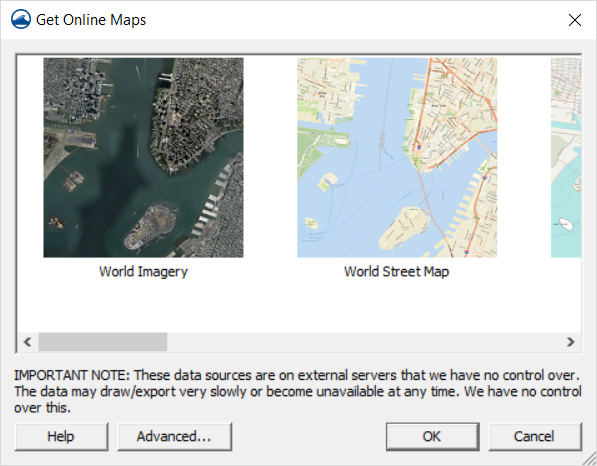 Get Online Maps
World Imagery
World Street Map
IMPORTANT NOTE: These data sources are on external servers that we have no control over.
The data may draw/export very slowly or become unavailable at any time. We have no control
over this.
Help
Advanced...
OK
Cancel